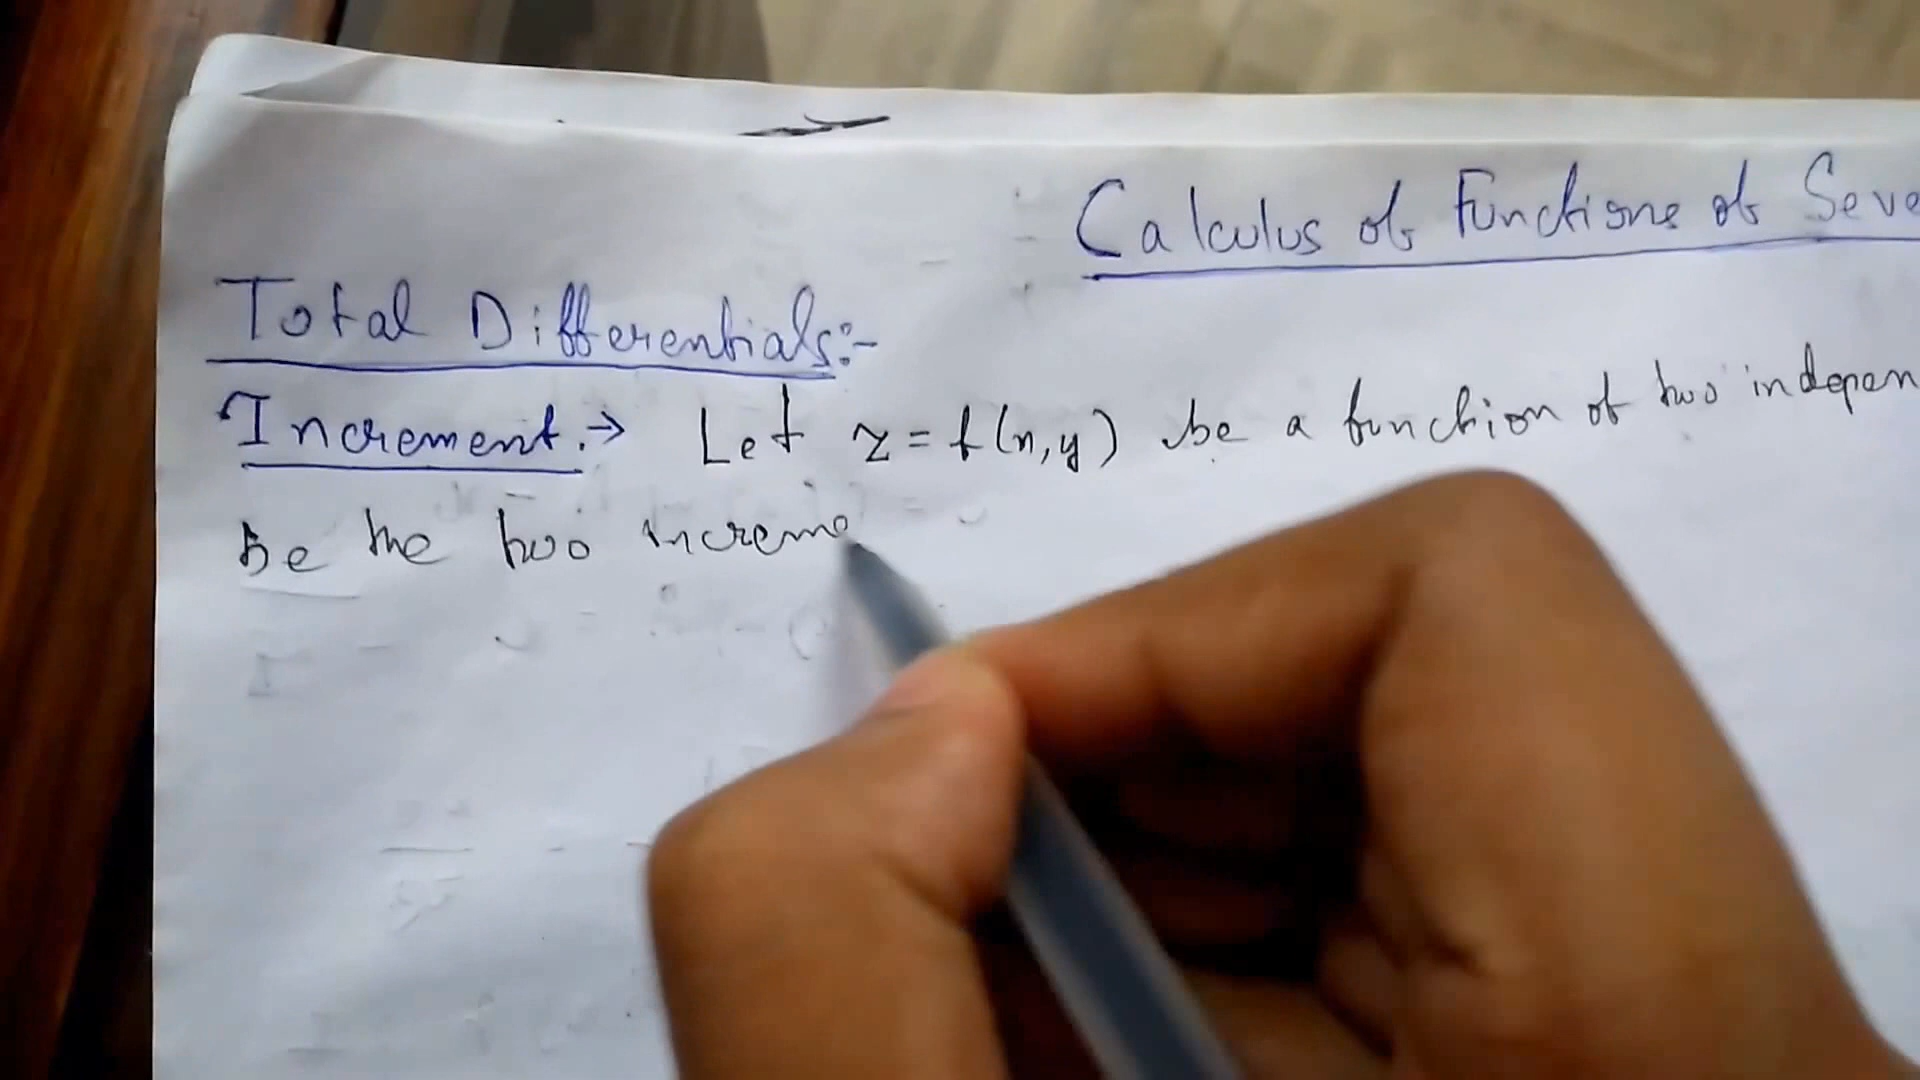 Calculus of Functions of Seve
Total Differentials:-
Increment.→ Let z = f(x,y) be a function of two indepen
Be the two increme